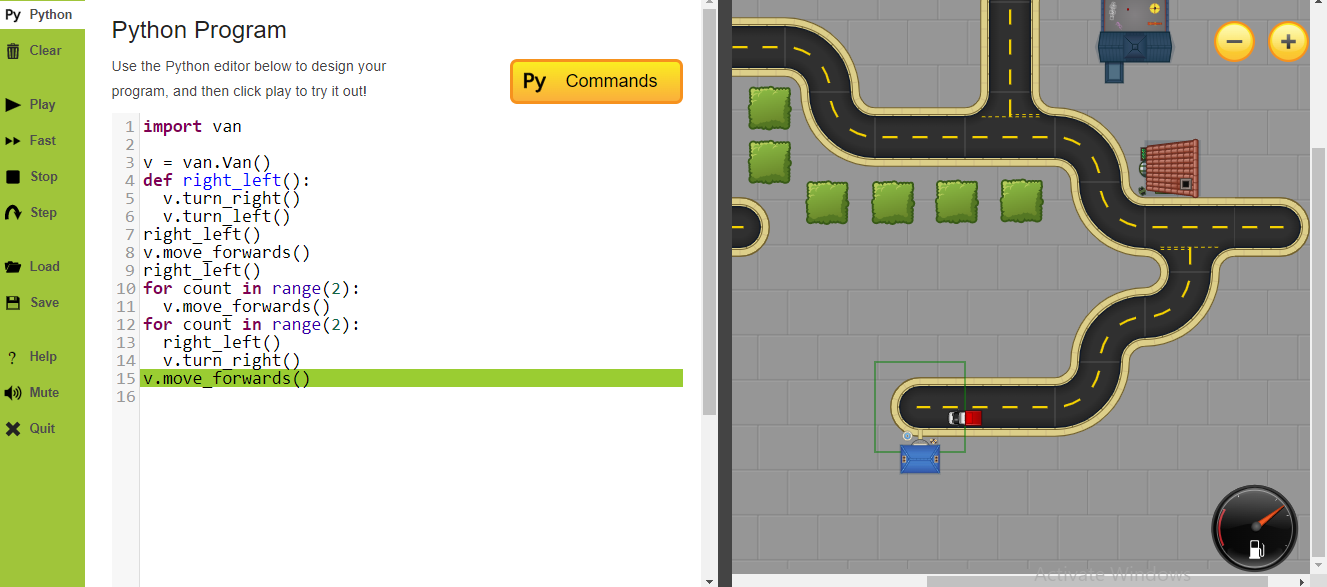 Py Python
Clear
Play
Fast
Stop
Step
Load
Save
? Help
Mute
Quit
Python Program
Use the Python editor below to design your
program, and then click play to try it out!
Py Commands
1 import van
2
3 v = van.Van()
4 def right_left():
5   v.turn_right()
6   v.turn_left()
7 right_left()
8 v.move_forwards()
9 right_left()
10 for count in range(2):
11   v.move_forwards()
12 for count in range(2):
13   right_left()
14   v.turn_right()
15 v.move_forwards()
16
Activate Windows